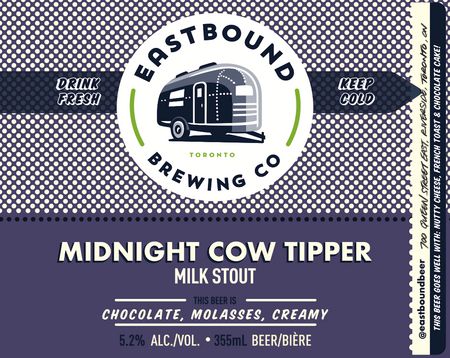 EASTBOUND
DRINK
FRESH
KEEP
COLD
TORONTO
BREWING CO
MIDNIGHT COW TIPPER
MILK STOUT
THIS BEER IS
CHOCOLATE, MOLASSES, CREAMY
5.2% ALC./VOL. • 355mL BEER/BIÈRE
@eastboundbeer 700 QUEEN STREET EAST, RIVERSIDE, TORONTO, ON
THIS BEER GOES WELL WITH: NUTTY CHEESE, FRENCH TOAST & CHOCOLATE CAKE!